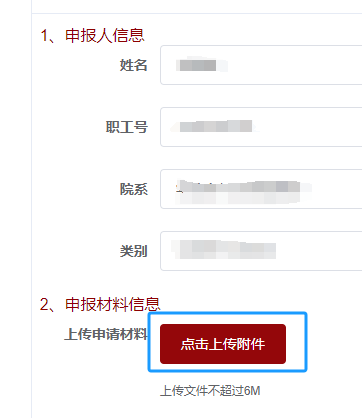 1、申报人信息
姓名
职工号
院系
类别
2、申报材料信息
上传申请材料 点击上传附件
上传文件不超过6M